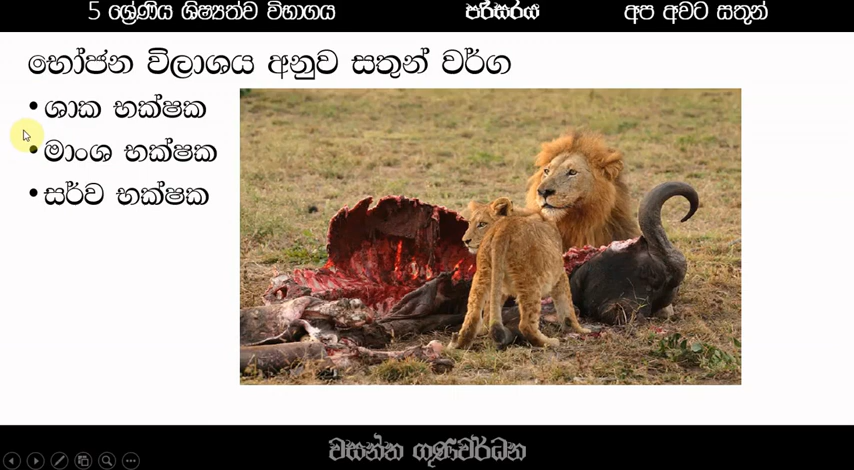 5 ශ්‍රේණිය ශිෂ්‍යත්ව විභාගය පරිසරය අප අවට සතුන්
භෝජන විලාශය අනුව සතුන් වර්ග
• ශාක භක්ෂක
• මාංශ භක්ෂක
• සර්ව භක්ෂක
වසන්ත ගුණවර්ධන